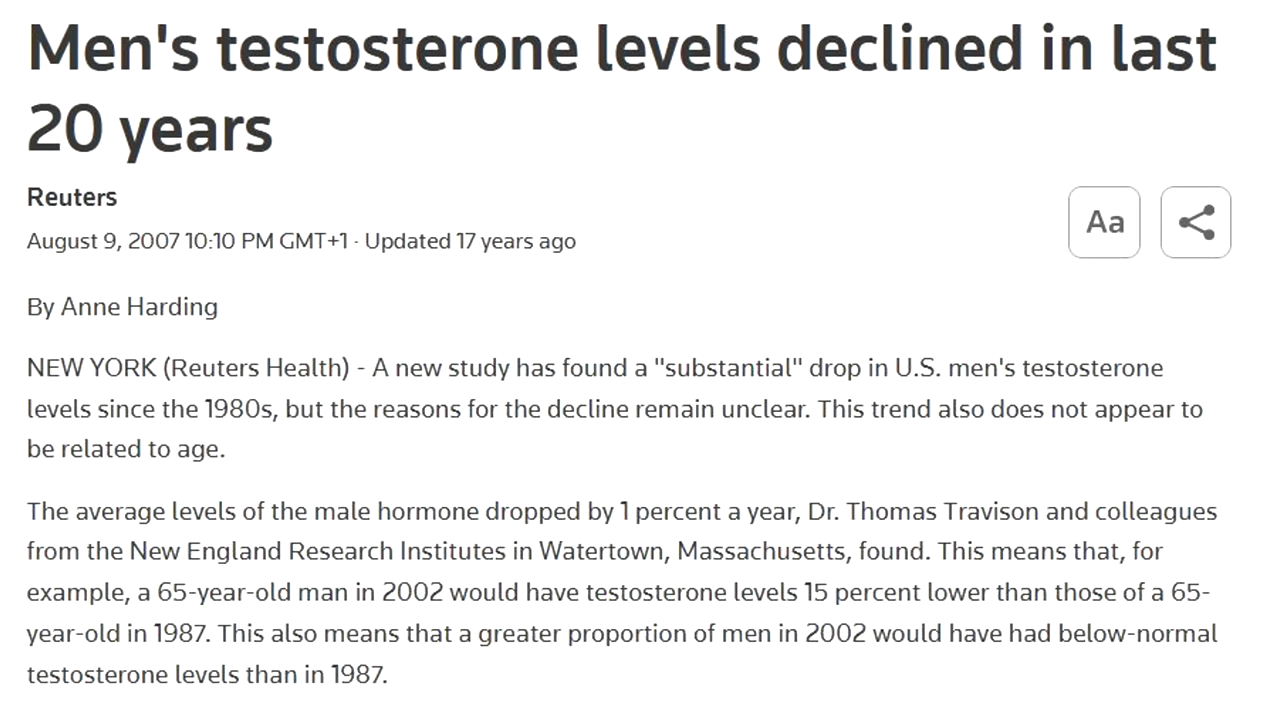 Men's testosterone levels declined in last
20 years
Reuters
August 9, 2007 10:10 PM GMT+1 · Updated 17 years ago
Aa
By Anne Harding
NEW YORK (Reuters Health) - A new study has found a "substantial" drop in U.S. men's testosterone
levels since the 1980s, but the reasons for the decline remain unclear. This trend also does not appear to
be related to age.
The average levels of the male hormone dropped by 1 percent a year, Dr. Thomas Travison and colleagues
from the New England Research Institutes in Watertown, Massachusetts, found. This means that, for
example, a 65-year-old man in 2002 would have testosterone levels 15 percent lower than those of a 65-
year-old in 1987. This also means that a greater proportion of men in 2002 would have had below-normal
testosterone levels than in 1987.